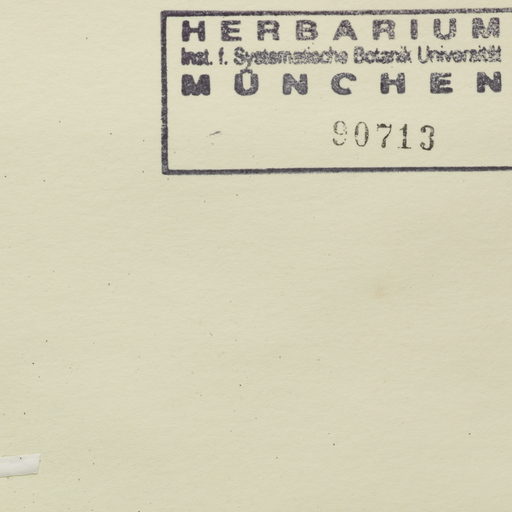 HERBARIUM
Inst. f. Systematische Botanik Universität
MÜNCHEN
90713